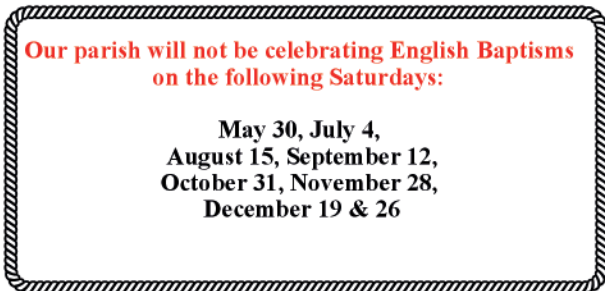 Our parish will not be celebrating English Baptisms
on the following Saturdays:
May 30, July 4,
August 15, September 12,
October 31, November 28,
December 19 & 26